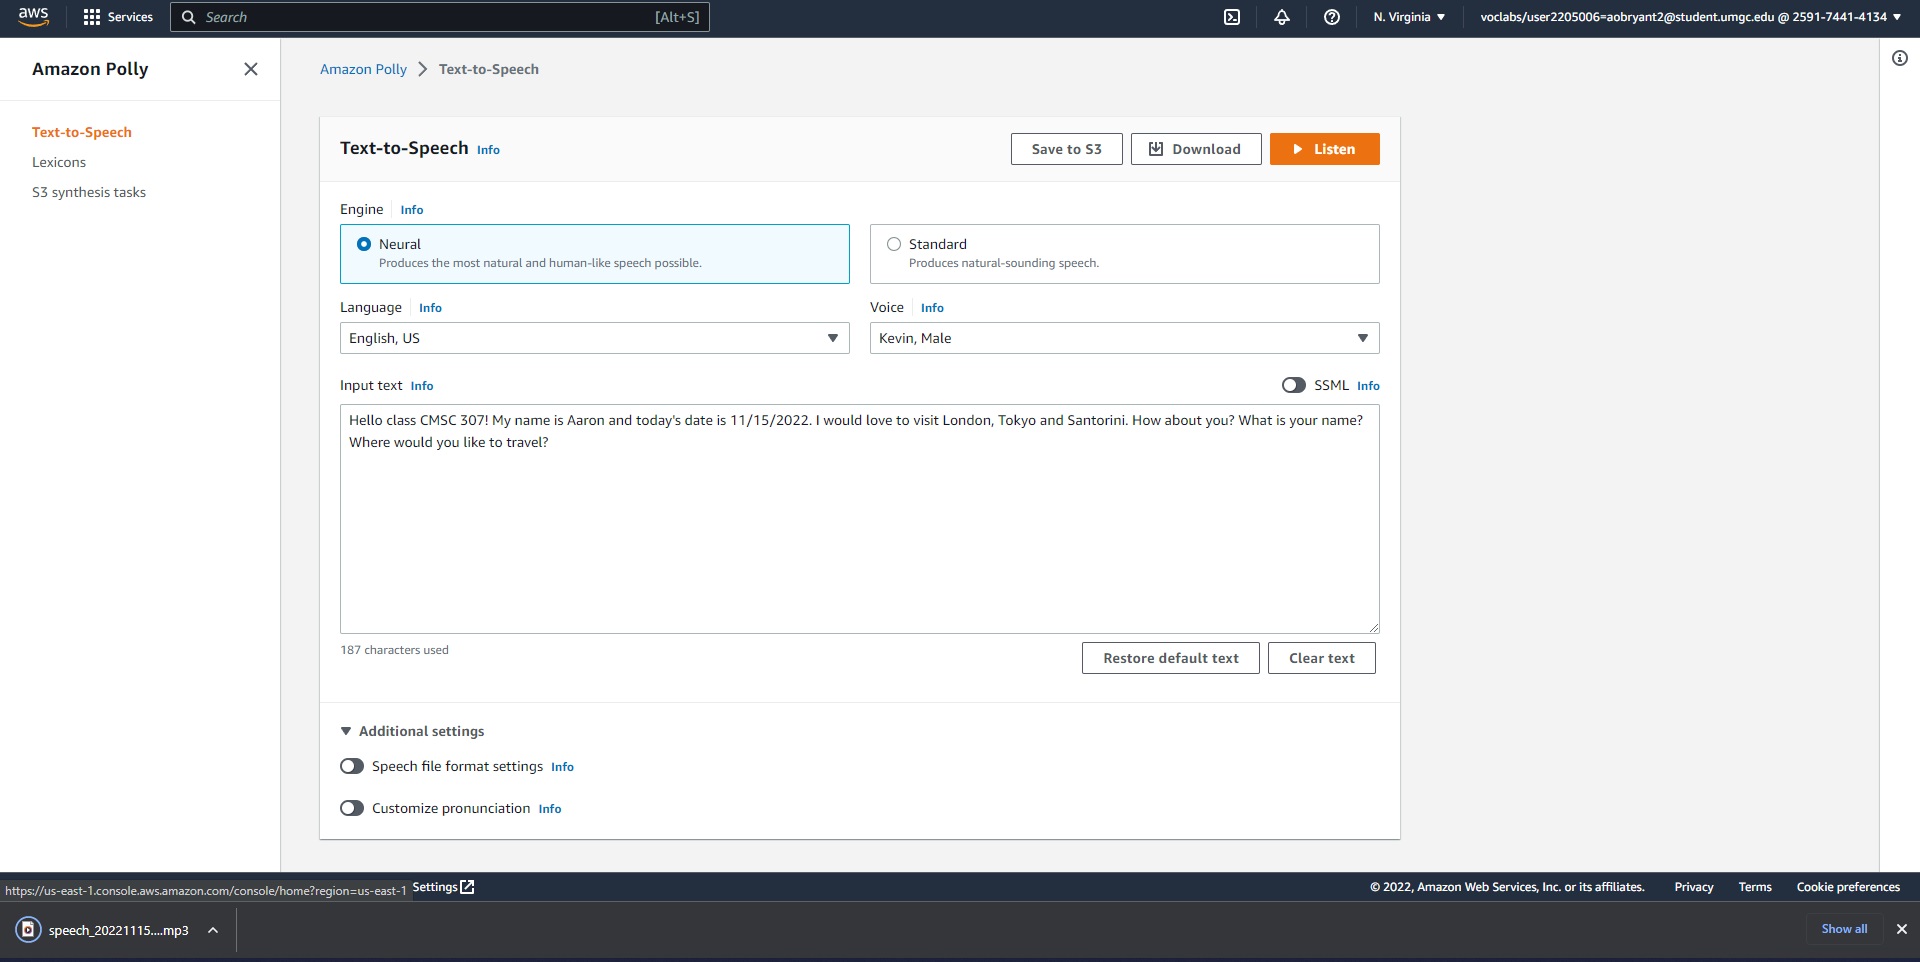 aws
Services
Search
[Alt+S]
N. Virginia
voclabs/user2205006=aobryant2@student.umgc.edu @ 2591-7441-4134
Amazon Polly
Text-to-Speech
Lexicons
S3 synthesis tasks
Amazon Polly
Text-to-Speech
Text-to-Speech Info
Save to S3
Download
Listen
Engine Info
Neural
Produces the most natural and human-like speech possible.
Standard
Produces natural-sounding speech.
Language Info
English, US
Voice Info
Kevin, Male
Input text Info
SSML Info
Hello class CMSC 307! My name is Aaron and today's date is 11/15/2022. I would love to visit London, Tokyo and Santorini. How about you? What is your name?
Where would you like to travel?
187 characters used
Restore default text
Clear text
Additional settings
Speech file format settings Info
Customize pronunciation Info
https://us-east-1.console.aws.amazon.com/console/home?region=us-east-1
Settings
© 2022, Amazon Web Services, Inc. or its affiliates.
Privacy
Terms
Cookie preferences
speech_20221115....mp3
Show all